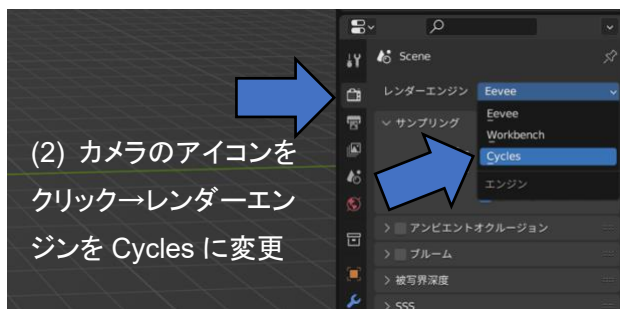 Scene
レンダーエンジン Eevee
サンプリング
Eevee
Workbench
Cycles
エンジン
(2) カメラのアイコンを
クリック→レンダーエン
ジンを Cycles に変更
アンビエントオクルージョン
ブルーム
被写界深度
SSS